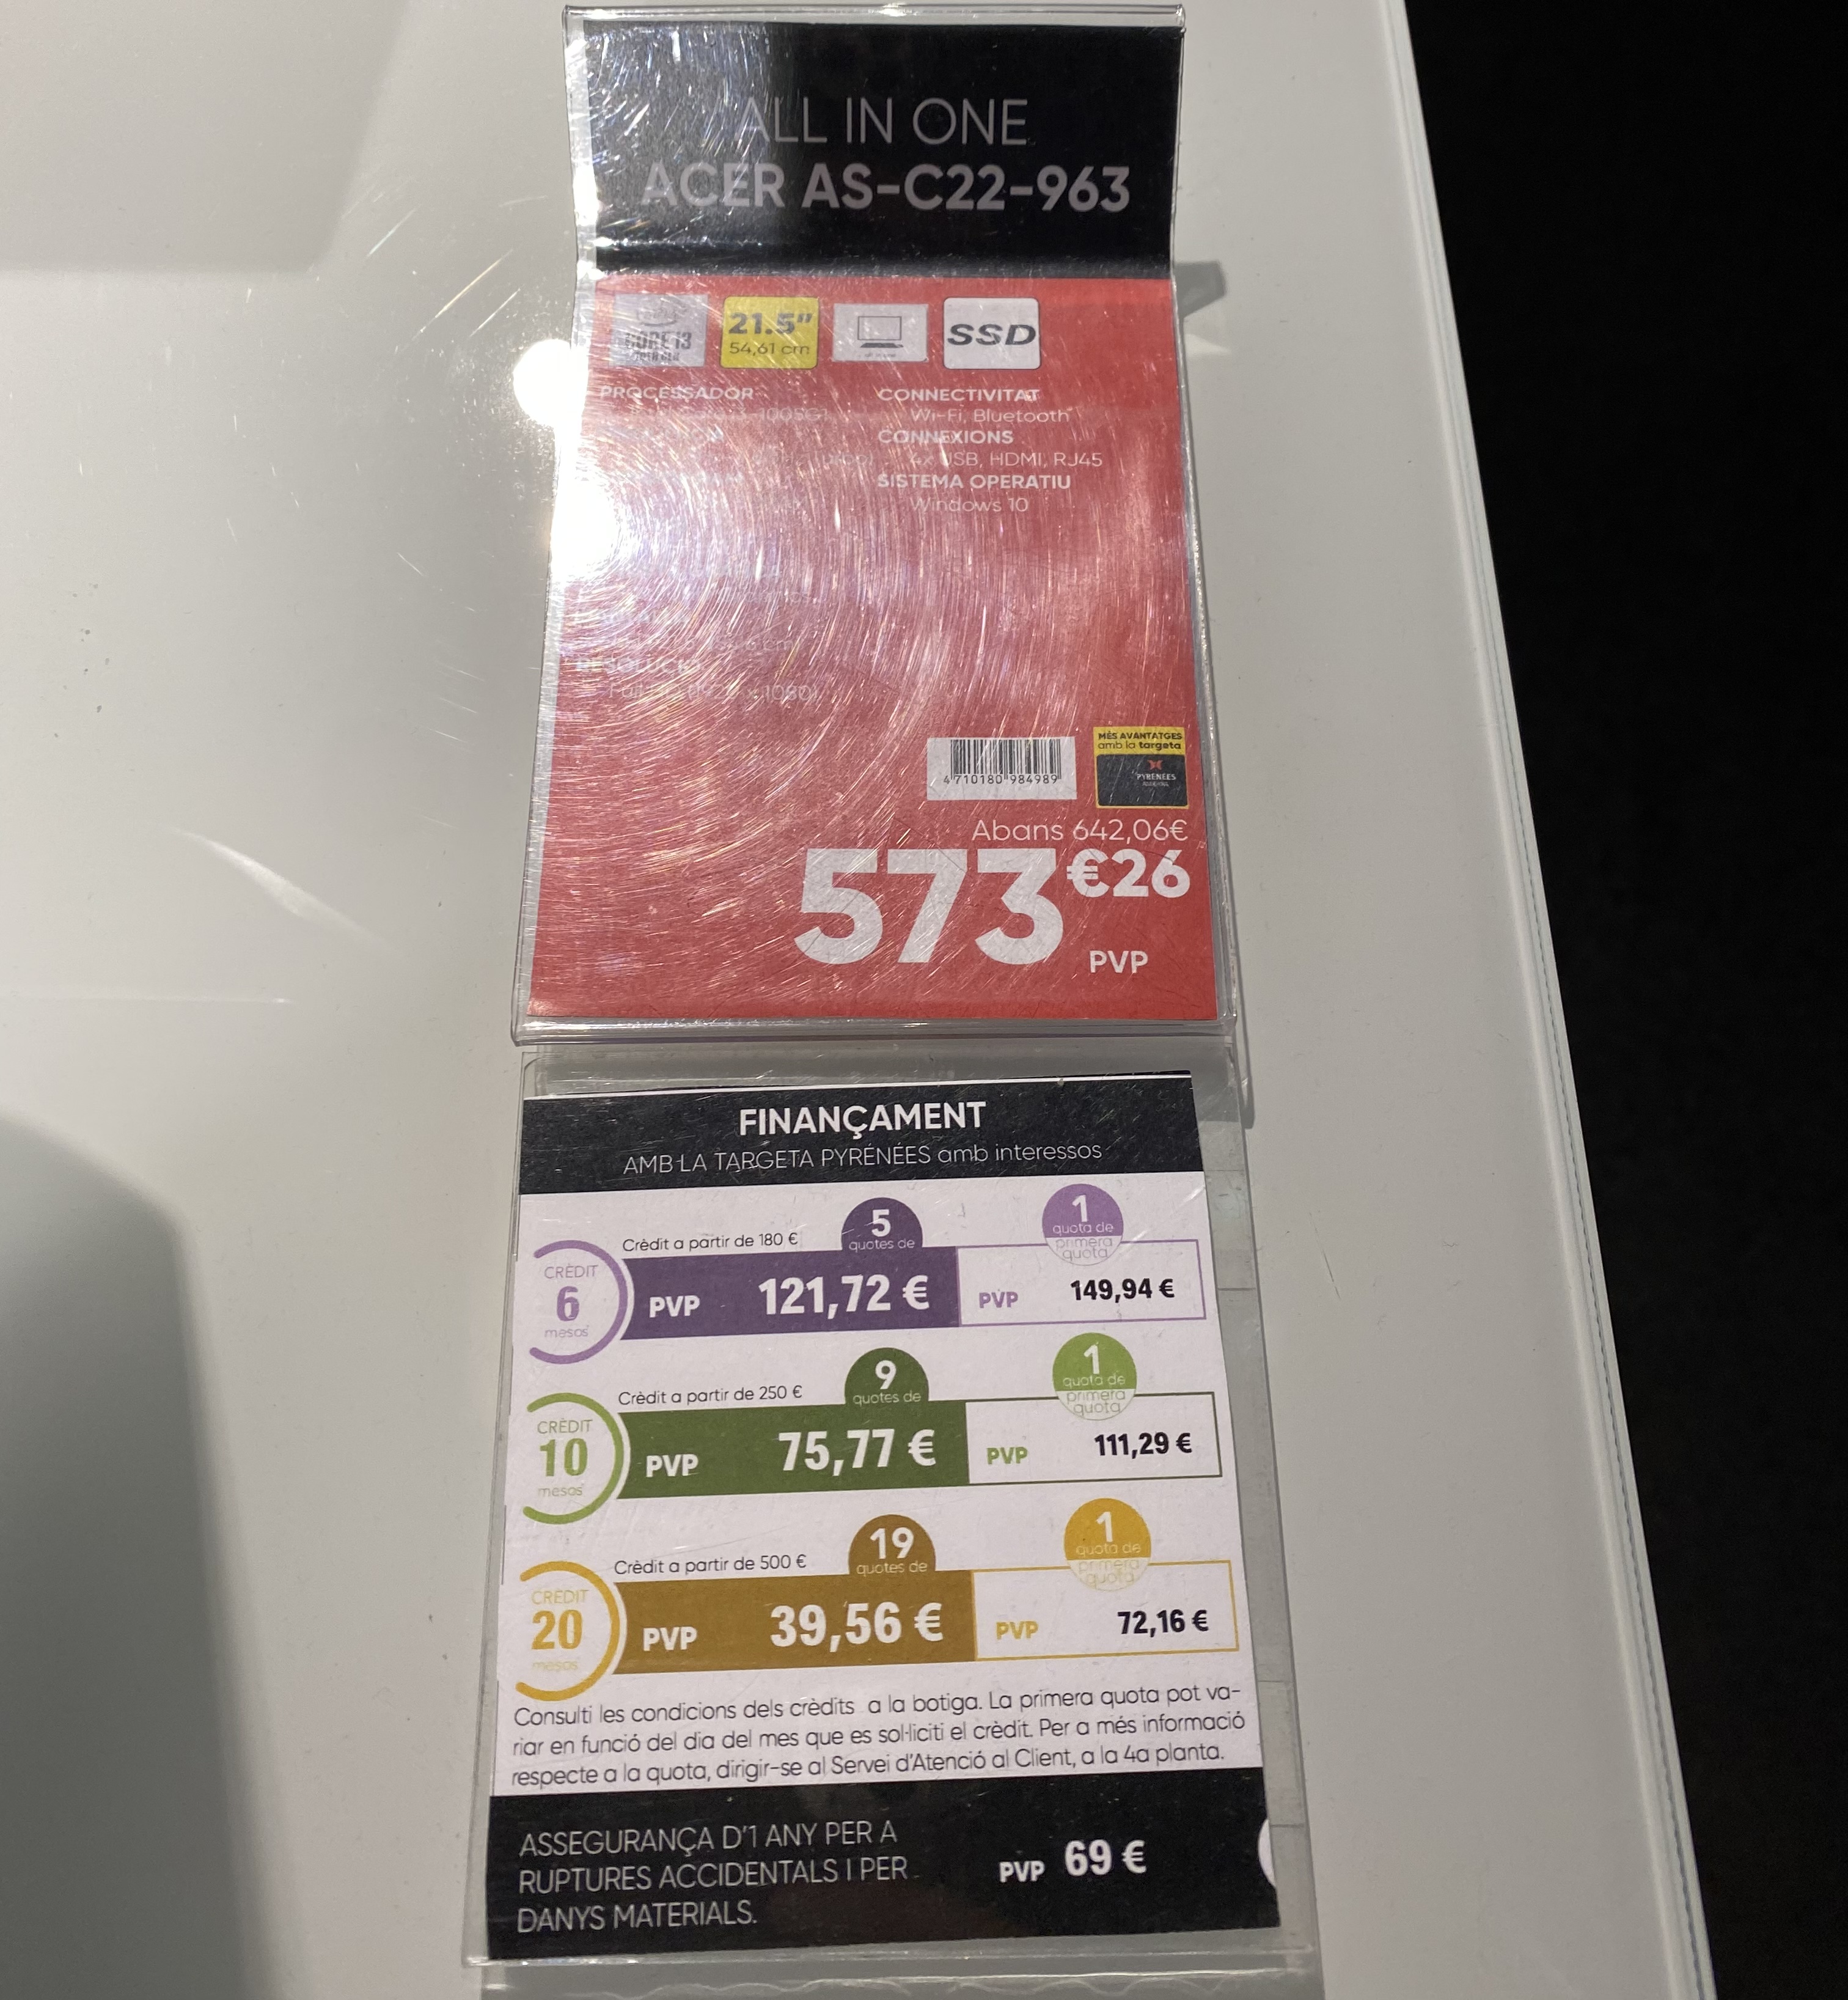 ALL IN ONE
ACER AS-C22-963
CORE i3
21.5"
54,61 cm
SSD
PROCESSADOR
1005G1
CONNECTIVITAT
Wi-Fi, Bluetooth
CONNEXIONS
4x USB, HDMI, RJ45
SISTEMA OPERATIU
Windows 10
RESOLUCIÓ
4 710180 984989
MÉS AVANTATGES
amb la targeta
PYRÉNÉES
Abans 642,06€
573€26
PVP
FINANÇAMENT
AMB LA TARGETA PYRÉNÉES amb interessos
CRÈDIT
6
mesos
Crèdit a partir de 180 €
5
quotes de
PVP 121,72 €
1
quota de
primera
quota
PVP 149,94 €
CRÈDIT
10
mesos
Crèdit a partir de 250 €
9
quotes de
PVP 75,77 €
1
quota de
primera
quota
PVP 111,29 €
CRÈDIT
20
mesos
Crèdit a partir de 500 €
19
quotes de
PVP 39,56 €
1
quota de
primera
quota
PVP 72,16 €
Consulti les condicions dels crèdits a la botiga. La primera quota pot va-
riar en funció del dia del mes que es sol·liciti el crèdit. Per a més informació
respecte a la quota, dirigir-se al Servei d'Atenció al Client, a la 4a planta.
ASSEGURANÇA D'1 ANY PER A
RUPTURES ACCIDENTALS I PER
DANYS MATERIALS.
PVP 69 €